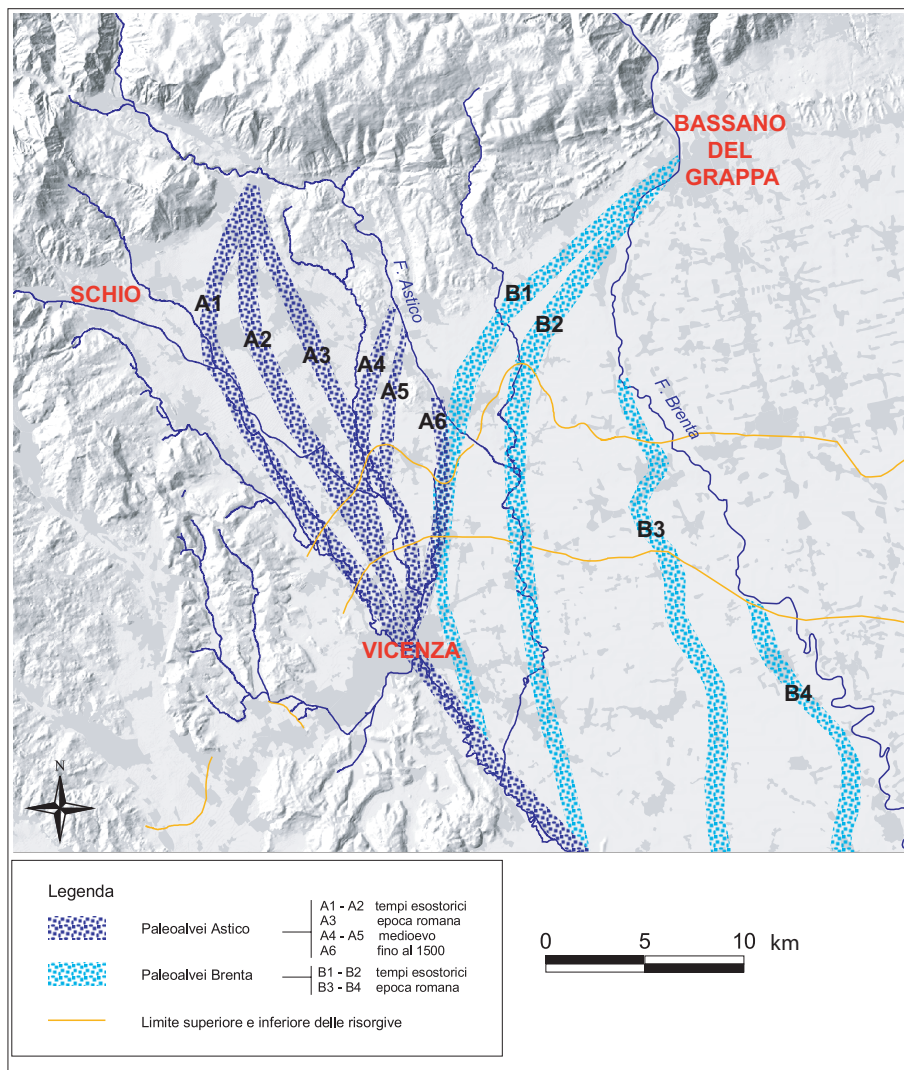 BASSANO
DEL
GRAPPA
SCHIO
A1
A2
A3
A4
A5
A6
F. Astico
B1
B2
F. Brenta
B3
B4
VICENZA
N
Legenda
Paleoalvei Astico
A1 - A2 tempi esostorici
A3 epoca romana
A4 - A5 medioevo
A6 fino al 1500
Paleoalvei Brenta
B1 - B2 tempi esostorici
B3 - B4 epoca romana
Limite superiore e inferiore delle risorgive
0 5 10 km